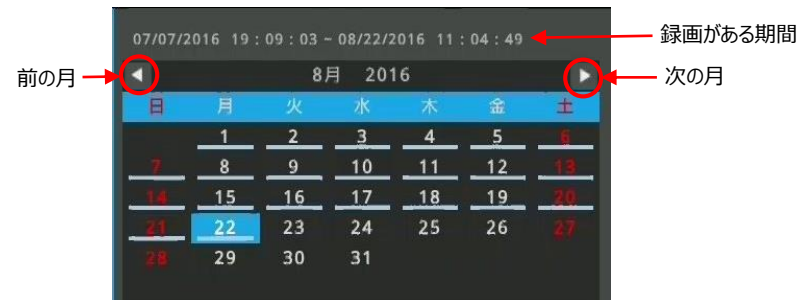 07/07/2016 19 : 09 : 03 ~ 08/22/2016 11 : 04 : 49
録画がある期間
前の月
8月 2016
次の月
日 月 火 水 木 金 土
1 2 3 4 5 6
7 8 9 10 11 12 13
14 15 16 17 18 19 20
21 22 23 24 25 26 27
28 29 30 31